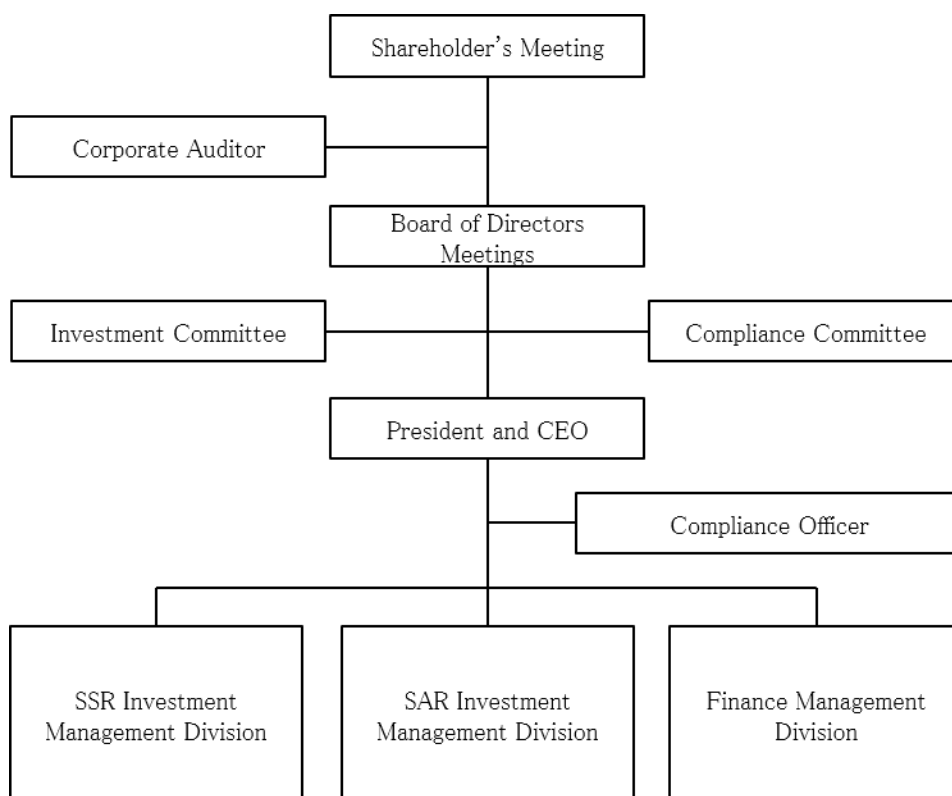 Shareholder’s Meeting
Corporate Auditor
Board of Directors
Meetings
Investment Committee
Compliance Committee
President and CEO
Compliance Officer
SSR Investment
Management Division
SAR Investment
Management Division
Finance Management
Division